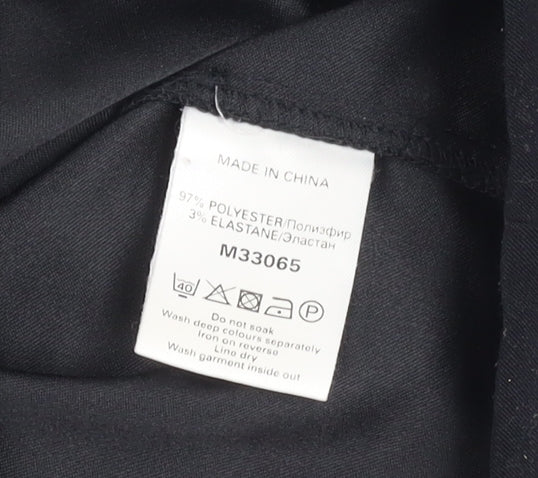 MADE IN CHINA
97% POLYESTER/Полизфир
3% ELASTANE/Эластан
M33065
40 P
Do not soak
Wash deep colours separately
Iron on reverse
Line dry
Wash garment inside out